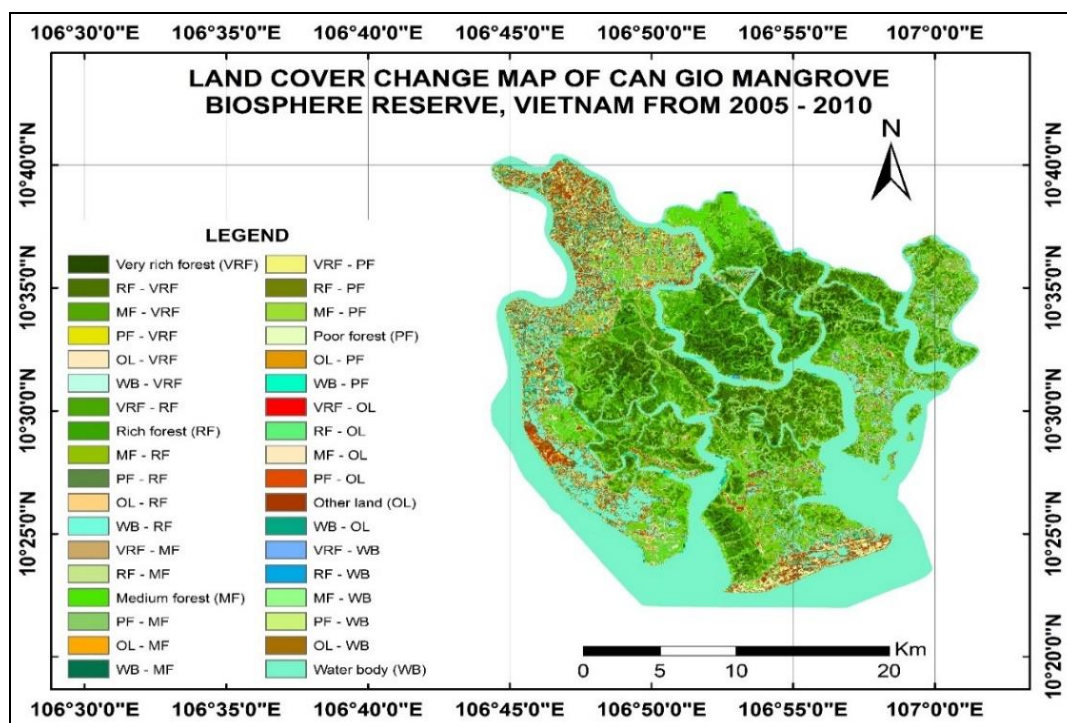 106°30'0"E 106°35'0"E 106°40'0"E 106°45'0"E 106°50'0"E 106°55'0"E 107°0'0"E
LAND COVER CHANGE MAP OF CAN GIO MANGROVE
BIOSPHERE RESERVE, VIETNAM FROM 2005 - 2010
N
10°40'0"N
10°35'0"N
10°30'0"N
10°25'0"N
10°20'0"N
LEGEND
Very rich forest (VRF)
RF - VRF
MF - VRF
PF - VRF
OL - VRF
WB - VRF
VRF - RF
Rich forest (RF)
MF - RF
PF - RF
OL - RF
WB - RF
VRF - MF
RF - MF
Medium forest (MF)
PF - MF
OL - MF
WB - MF
VRF - PF
RF - PF
MF - PF
Poor forest (PF)
OL - PF
WB - PF
VRF - OL
RF - OL
MF - OL
PF - OL
Other land (OL)
WB - OL
VRF - WB
RF - WB
MF - WB
PF - WB
OL - WB
Water body (WB)
Km
0 5 10 20
10°40'0"N
10°35'0"N
10°30'0"N
10°25'0"N
10°20'0"N
106°30'0"E 106°35'0"E 106°40'0"E 106°45'0"E 106°50'0"E 106°55'0"E 107°0'0"E